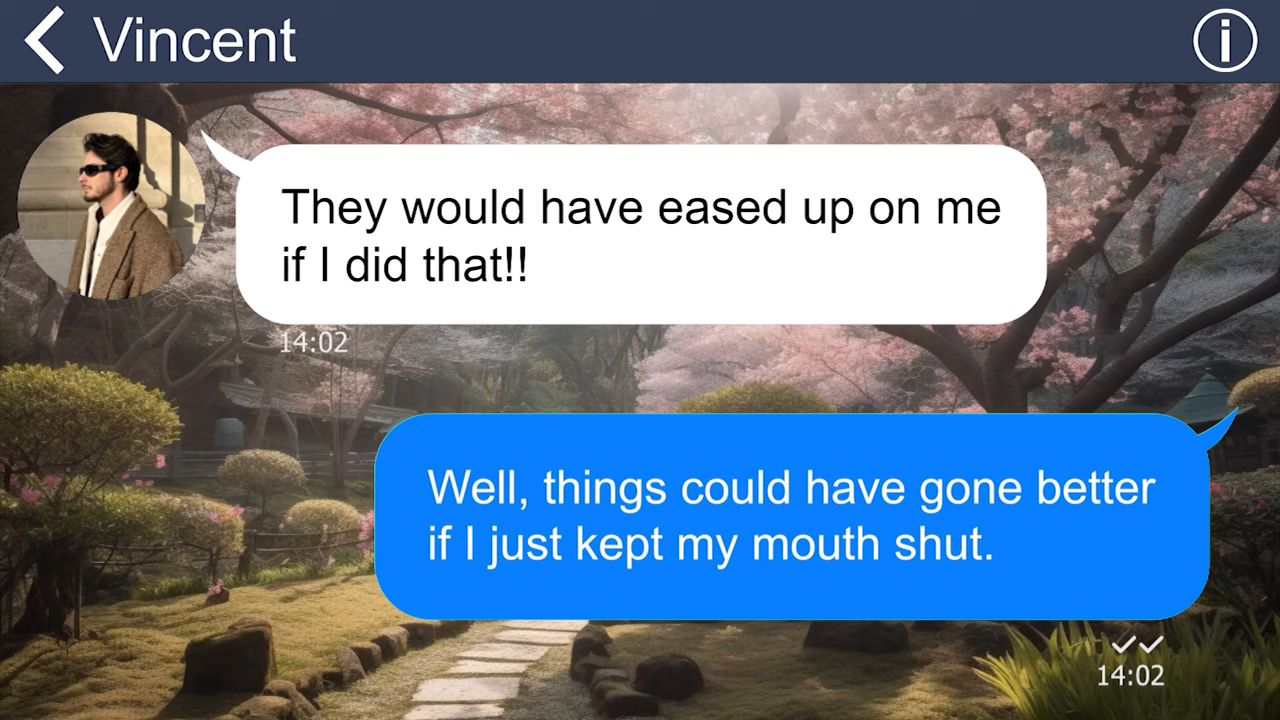 Vincent
They would have eased up on me
if I did that!!
14:02
Well, things could have gone better
if I just kept my mouth shut.
14:02